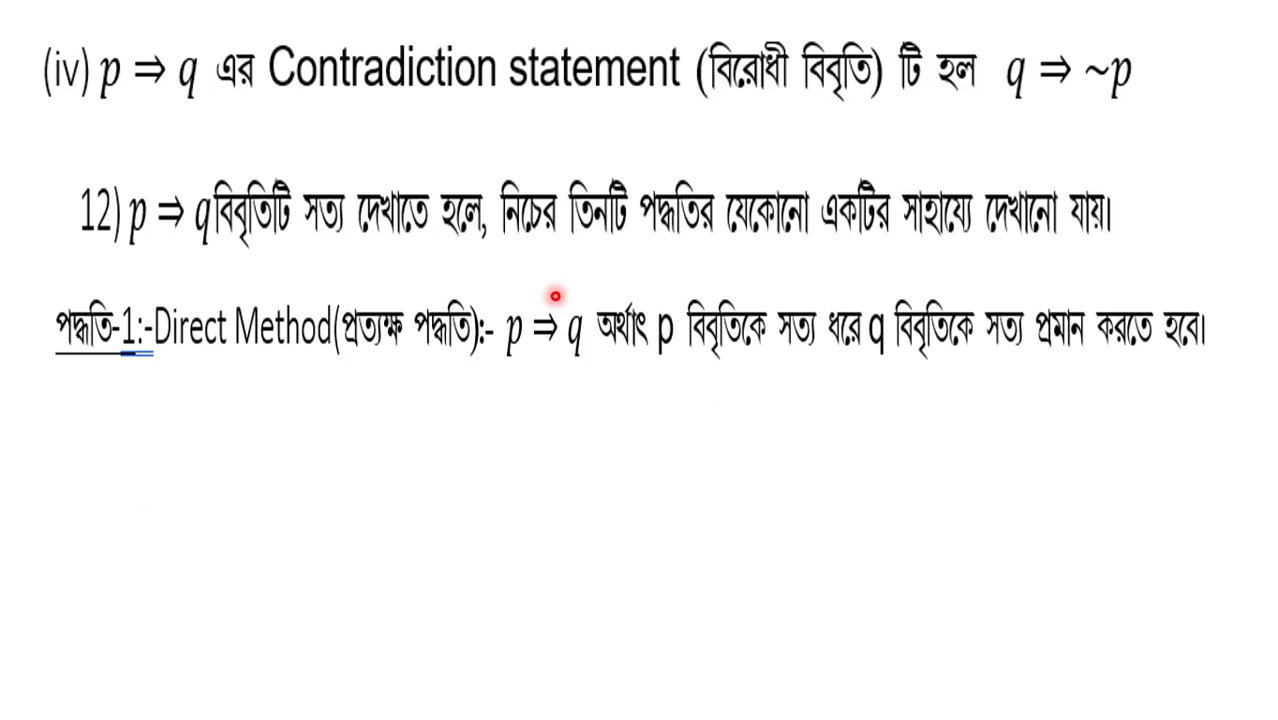 (iv) p ⇒ q এর Contradiction statement (বিরোধী বিবৃতি) টি হল q ⇒ ~p
12) p ⇒ q বিবৃতিটি সত্য দেখাতে হলে, নিচের তিনটি পদ্ধতির যেকোনো একটির সাহায্যে দেখানো যায়।
পদ্ধতি-1:-Direct Method(প্রত্যক্ষ পদ্ধতি):- p ⇒ q অর্থাৎ p বিবৃতিকে সত্য ধরে q বিবৃতিকে সত্য প্রমান করতে হবে।